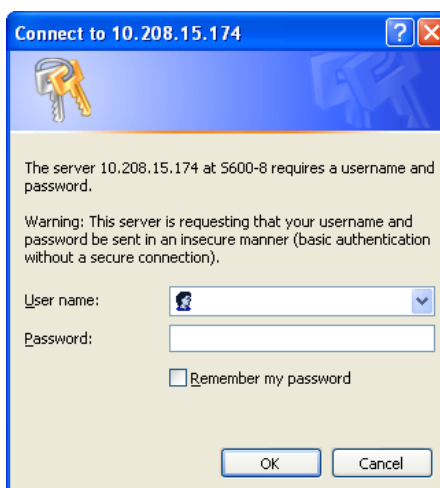 Connect to 10.208.15.174
The server 10.208.15.174 at S600-8 requires a username and
password.
Warning: This server is requesting that your username and
password be sent in an insecure manner (basic authentication
without a secure connection).
User name:
Password:
Remember my password
OK
Cancel